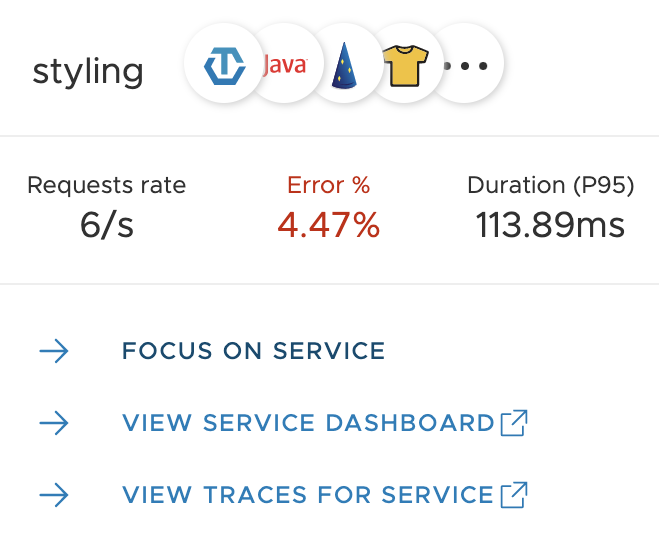 styling
Java
Requests rate
6/s
Error %
4.47%
Duration (P95)
113.89ms
FOCUS ON SERVICE
VIEW SERVICE DASHBOARD
VIEW TRACES FOR SERVICE